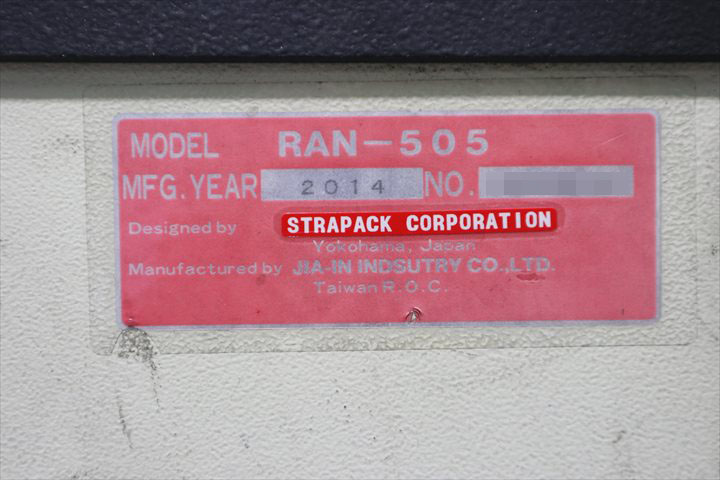 MODEL RAN-505
MFG. YEAR 2014 NO.
Designed by STRAPACK CORPORATION
Yokohama, Japan
Manufactured by JIA-IN INDSUTRY CO.,LTD.
Taiwan R.O.C.